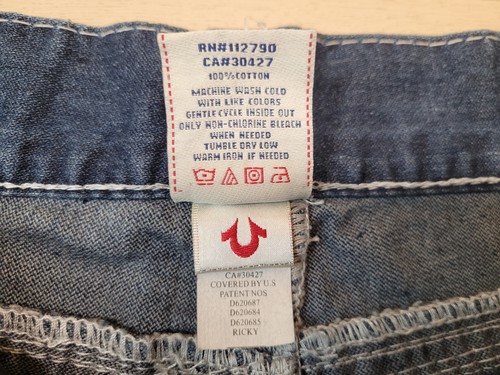 RN#112790
CA#30427
100%COTTON
MACHINE WASH COLD
WITH LIKE COLORS
GENTLE CYCLE INSIDE OUT
ONLY NON-CHLORINE BLEACH
WHEN NEEDED
TUMBLE DRY LOW
WARM IRON IF NEEDED
CA#30427
COVERED BY U.S
PATENT NOS
D620687
D620684
D620685
RICKY